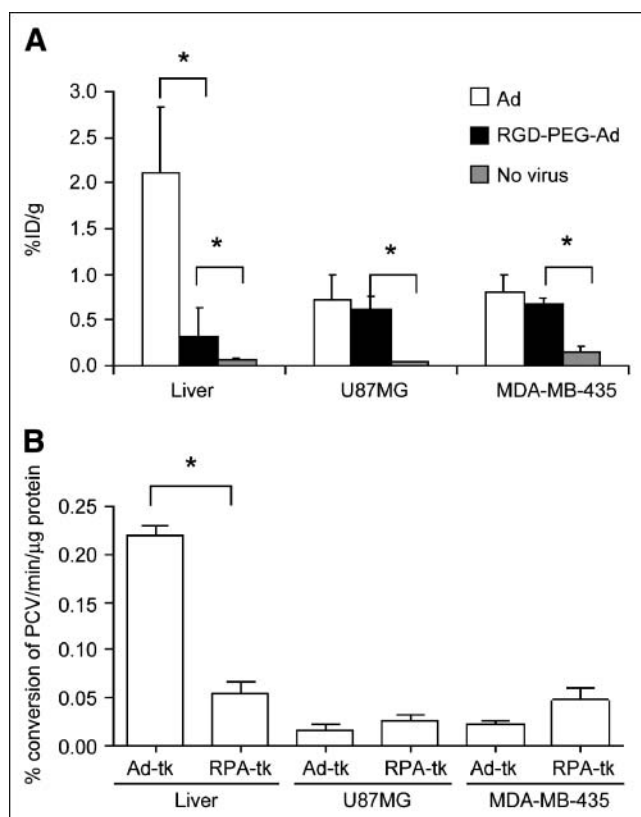 A
*
3.0
Ad
2.5
RGD-PEG-Ad
2.0
No virus
%ID/g
1.5
*
*
*
1.0
0.5
0.0
Liver
U87MG
MDA-MB-435
B
*
% conversion of PCV/min/µg protein
0.25
0.20
0.15
0.10
0.05
0.00
Ad-tk RPA-tk Ad-tk RPA-tk Ad-tk RPA-tk
Liver
U87MG
MDA-MB-435